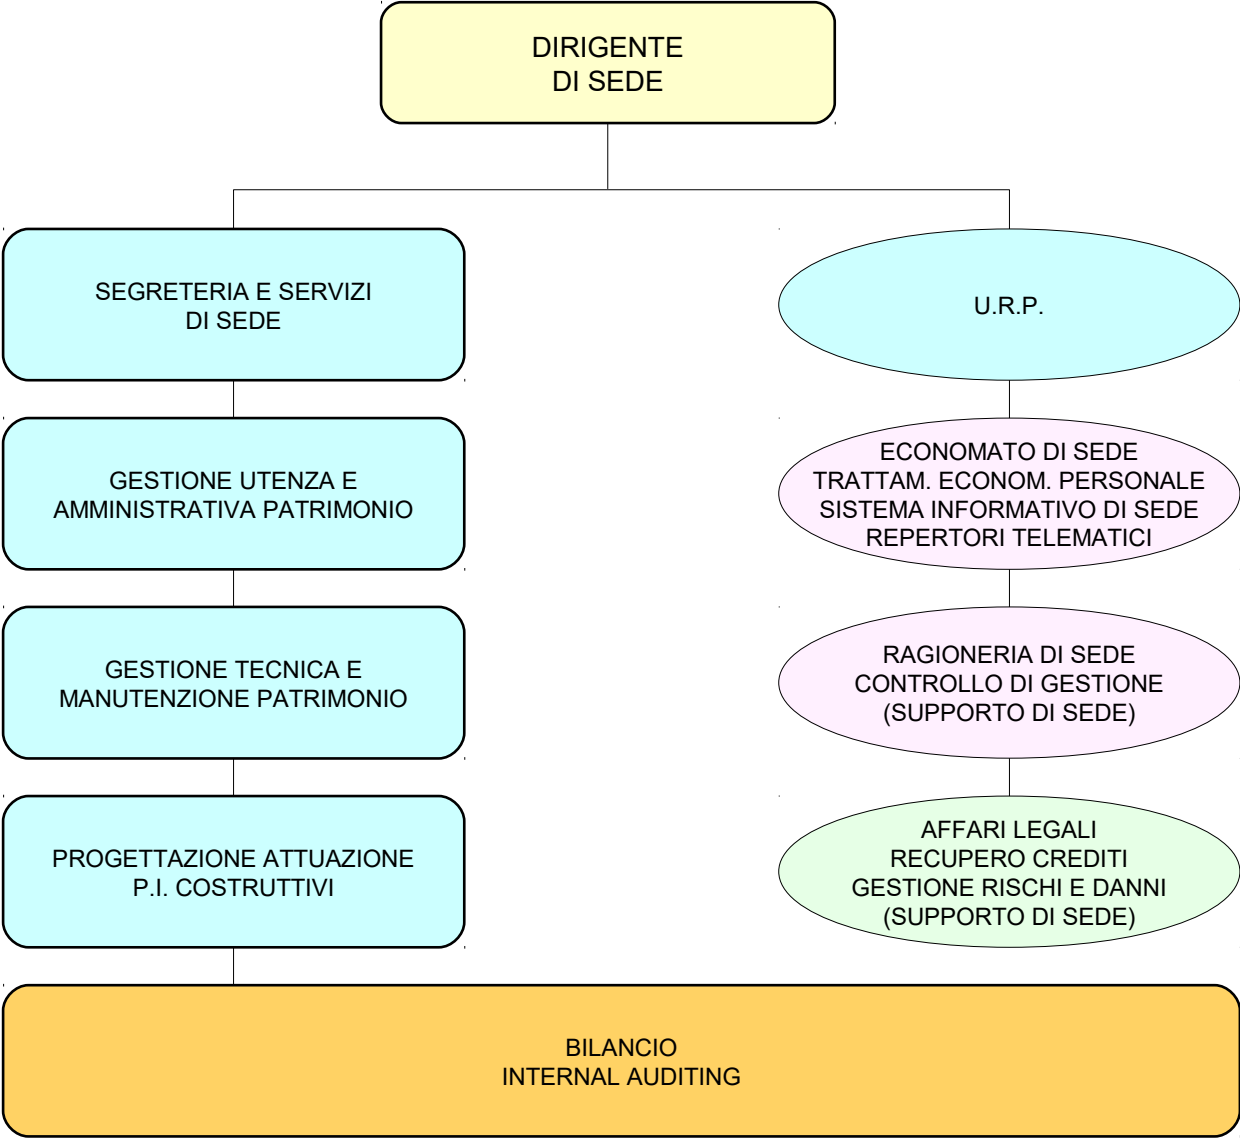 DIRIGENTE
DI SEDE
SEGRETERIA E SERVIZI
DI SEDE
U.R.P.
GESTIONE UTENZA E
AMMINISTRATIVA PATRIMONIO
ECONOMATO DI SEDE
TRATTAM. ECONOM. PERSONALE
SISTEMA INFORMATIVO DI SEDE
REPERTORI TELEMATICI
GESTIONE TECNICA E
MANUTENZIONE PATRIMONIO
RAGIONERIA DI SEDE
CONTROLLO DI GESTIONE
(SUPPORTO DI SEDE)
PROGETTAZIONE ATTUAZIONE
P.I. COSTRUTTIVI
AFFARI LEGALI
RECUPERO CREDITI
GESTIONE RISCHI E DANNI
(SUPPORTO DI SEDE)
BILANCIO
INTERNAL AUDITING